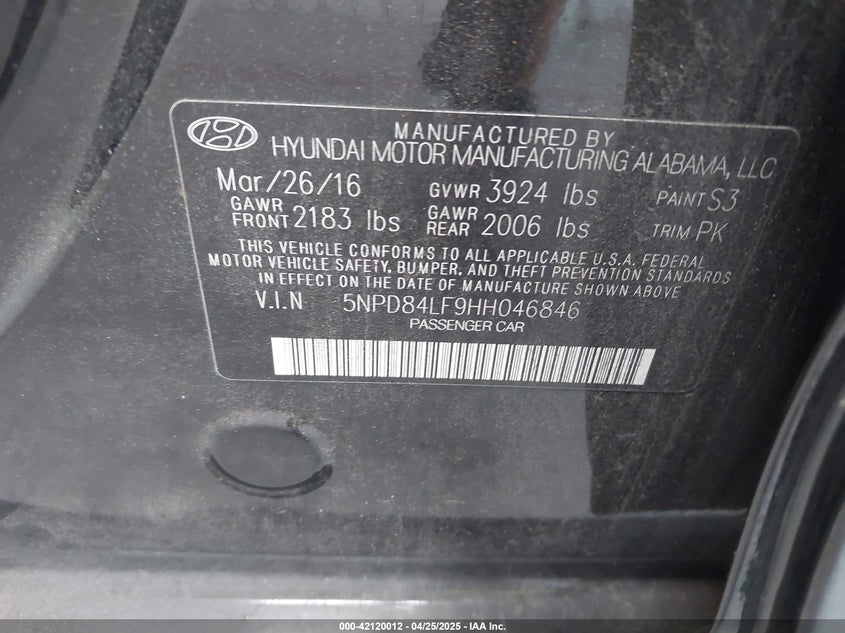 MANUFACTURED BY
HYUNDAI MOTOR MANUFACTURING ALABAMA, LLC
Mar/26/16 GVWR 3924 lbs PAINT S3
GAWR FRONT 2183 lbs GAWR REAR 2006 lbs TRIM PK
THIS VEHICLE CONFORMS TO ALL APPLICABLE U.S.A. FEDERAL
MOTOR VEHICLE SAFETY, BUMPER, AND THEFT PREVENTION STANDARDS
IN EFFECT ON THE DATE OF MANUFACTURE SHOWN ABOVE
V.I.N 5NPD84LF9HH046846
PASSENGER CAR
000-42120012 - 04/25/2025 - IAA Inc.